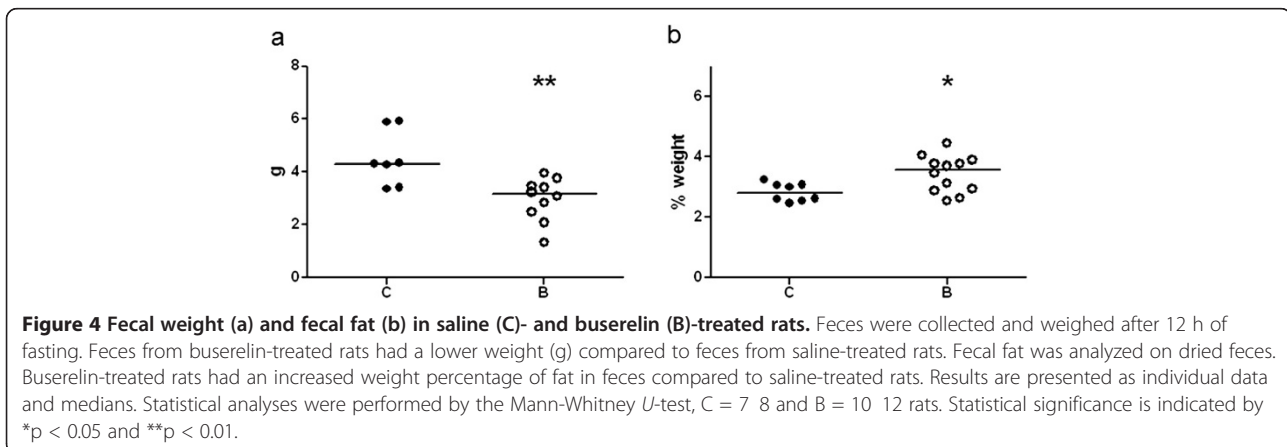 a
b
8
6
4
2
0
g
**
C
B
6
4
2
0
% weight
*
C
B
Figure 4 Fecal weight (a) and fecal fat (b) in saline (C)- and buserelin (B)-treated rats. Feces were collected and weighed after 12 h of
fasting. Feces from buserelin-treated rats had a lower weight (g) compared to feces from saline-treated rats. Fecal fat was analyzed on dried feces.
Buserelin-treated rats had an increased weight percentage of fat in feces compared to saline-treated rats. Results are presented as individual data
and medians. Statistical analyses were performed by the Mann-Whitney U-test, C = 7 8 and B = 10 12 rats. Statistical significance is indicated by
*p < 0.05 and **p < 0.01.